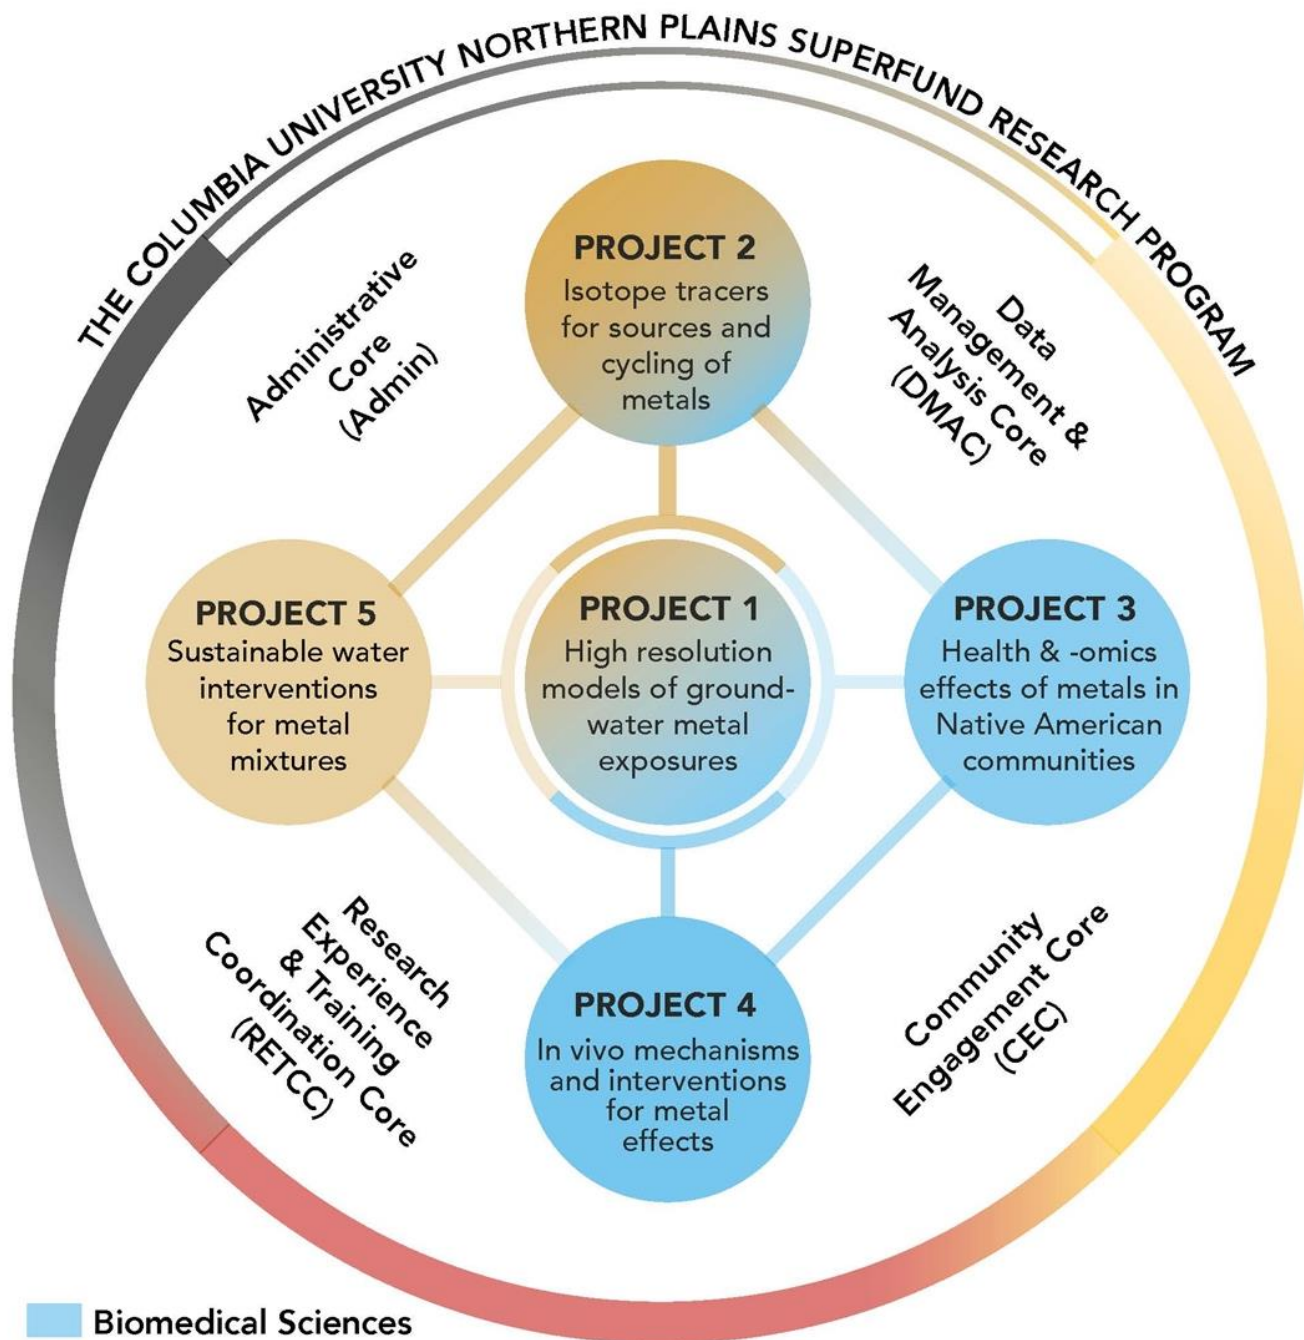 THE COLUMBIA UNIVERSITY NORTHERN PLAINS SUPERFUND RESEARCH PROGRAM
Administrative
Core
(Admin)
PROJECT 2
Isotope tracers
for sources and
cycling of
metals
Data
Management &
Analysis Core
(DMAC)
PROJECT 5
Sustainable water
interventions
for metal
mixtures
PROJECT 1
High resolution
models of ground-
water metal
exposures
PROJECT 3
Health & -omics
effects of metals in
Native American
communities
Research
Experience
& Training
Coordination Core
(RETCC)
PROJECT 4
In vivo mechanisms
and interventions
for metal
effects
Community
Engagement Core
(CEC)
Biomedical Sciences